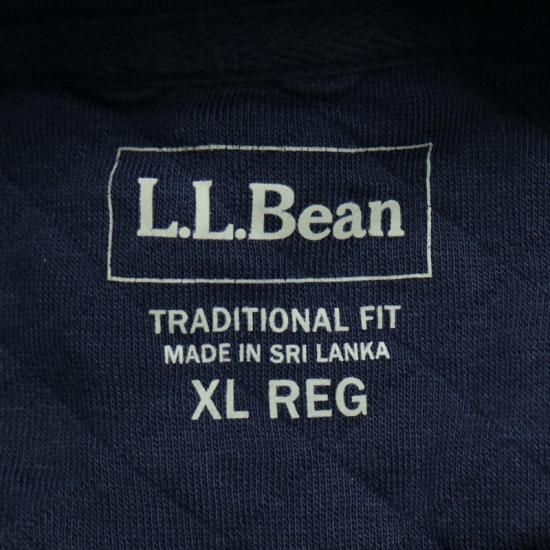 L.L.Bean
TRADITIONAL FIT
MADE IN SRI LANKA
XL REG